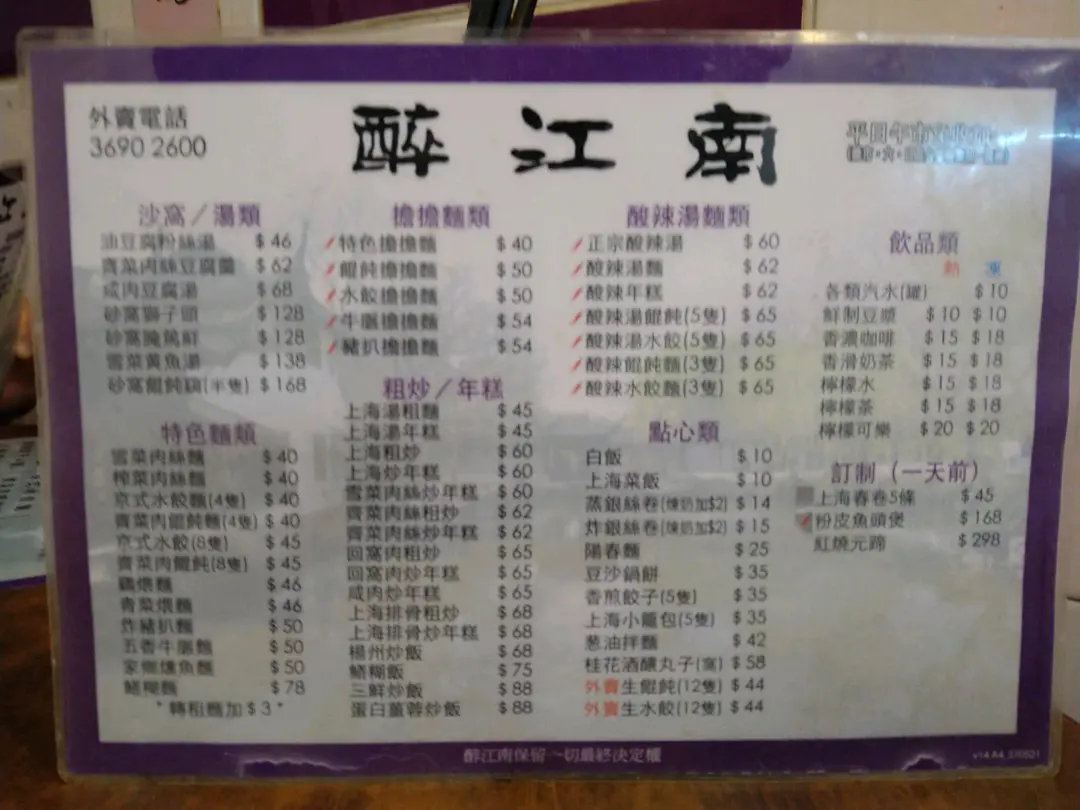 外賣電話
3690 2600
醉江南
沙窩／湯類
油豆腐粉絲湯 $46
薺菜肉絲豆腐羹 $62
咸肉豆腐湯 $68
砂窩獅子頭 $128
砂窩醃篤鮮 $128
雪菜黃魚湯 $138
砂窩餛飩鷄(半隻) $168
特色麵類
雪菜肉絲麵 $40
榨菜肉絲麵 $40
京式水餃麵(4隻) $40
薺菜肉餛飩麵(4隻) $40
京式水餃(8隻) $45
薺菜肉餛飩(8隻) $45
鷄煨麵 $46
青菜煨麵 $46
炸豬扒麵 $50
五香牛𦟌麵 $50
家鄉燻魚麵 $50
鱔糊麵 $78
"轉粗麵加$3"
擔擔麵類
特色擔擔麵 $40
餛飩擔擔麵 $50
水餃擔擔麵 $50
牛𦟌擔擔麵 $54
豬扒擔擔麵 $54
粗炒／年糕
上海湯粗麵 $45
上海湯年糕 $45
上海粗炒 $60
上海炒年糕 $60
雪菜肉絲炒年糕 $60
薺菜肉絲粗炒 $62
薺菜肉絲炒年糕 $62
回窩肉粗炒 $65
回窩肉炒年糕 $65
咸肉炒年糕 $65
上海排骨粗炒 $68
上海排骨炒年糕 $68
楊州炒飯 $68
鱔糊飯 $75
三鮮炒飯 $88
蛋白薑蓉炒飯 $88
酸辣湯麵類
正宗酸辣湯 $60
酸辣湯麵 $62
酸辣年糕 $62
酸辣湯餛飩(5隻) $65
酸辣湯水餃(5隻) $65
酸辣餛飩麵(3隻) $65
酸辣水餃麵(3隻) $65
點心類
白飯 $10
上海菜飯 $10
蒸銀絲卷(煉奶加$2) $14
炸銀絲卷(煉奶加$2) $15
陽春麵 $25
豆沙鍋餅 $35
香煎餃子(5隻) $35
上海小籠包(5隻) $35
葱油拌麵 $42
桂花酒釀丸子(窩) $58
外賣生餛飩(12隻) $44
外賣生水餃(12隻) $44
飲品類
熱 凍
各類汽水(罐) $10
鮮制豆漿 $10 $10
香濃咖啡 $15 $18
香滑奶茶 $15 $18
檸檬水 $15 $18
檸檬茶 $15 $18
檸檬可樂 $20 $20
訂制（一天前）
上海春卷5條 $45
粉皮魚頭煲 $168
紅燒元蹄 $298
醉江南保留一切最終決定權